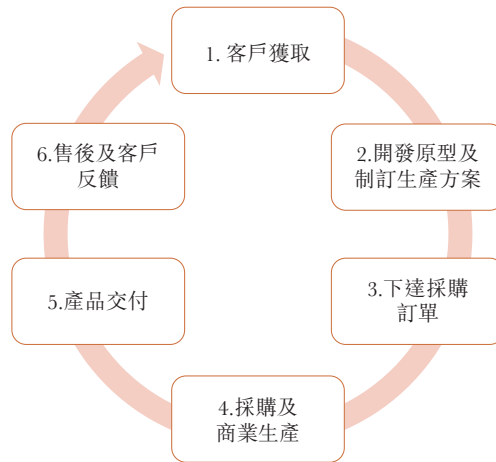 1. 客戶獲取
2.開發原型及
制訂生產方案
3.下達採購
訂單
4.採購及
商業生產
5.產品交付
6.售後及客戶
反饋